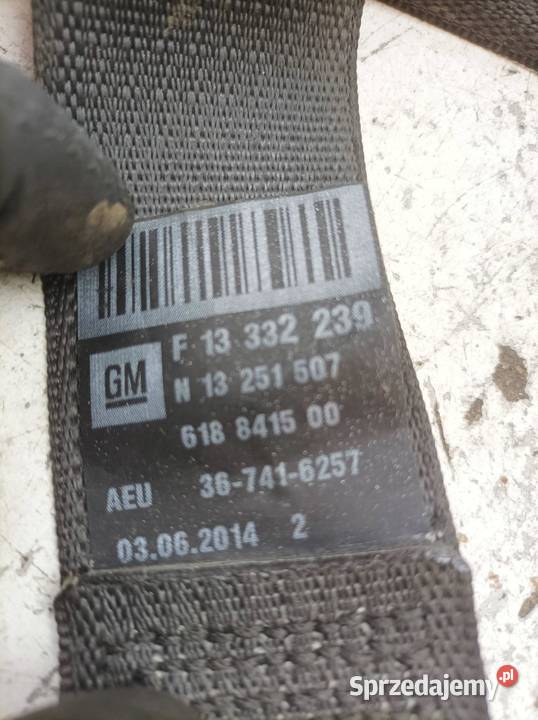 F 13 332 239
GM
N 13 251 507
618 8415 00
AEU 36-741-6257
03.06.2014 2
Sprzedajemy.pl